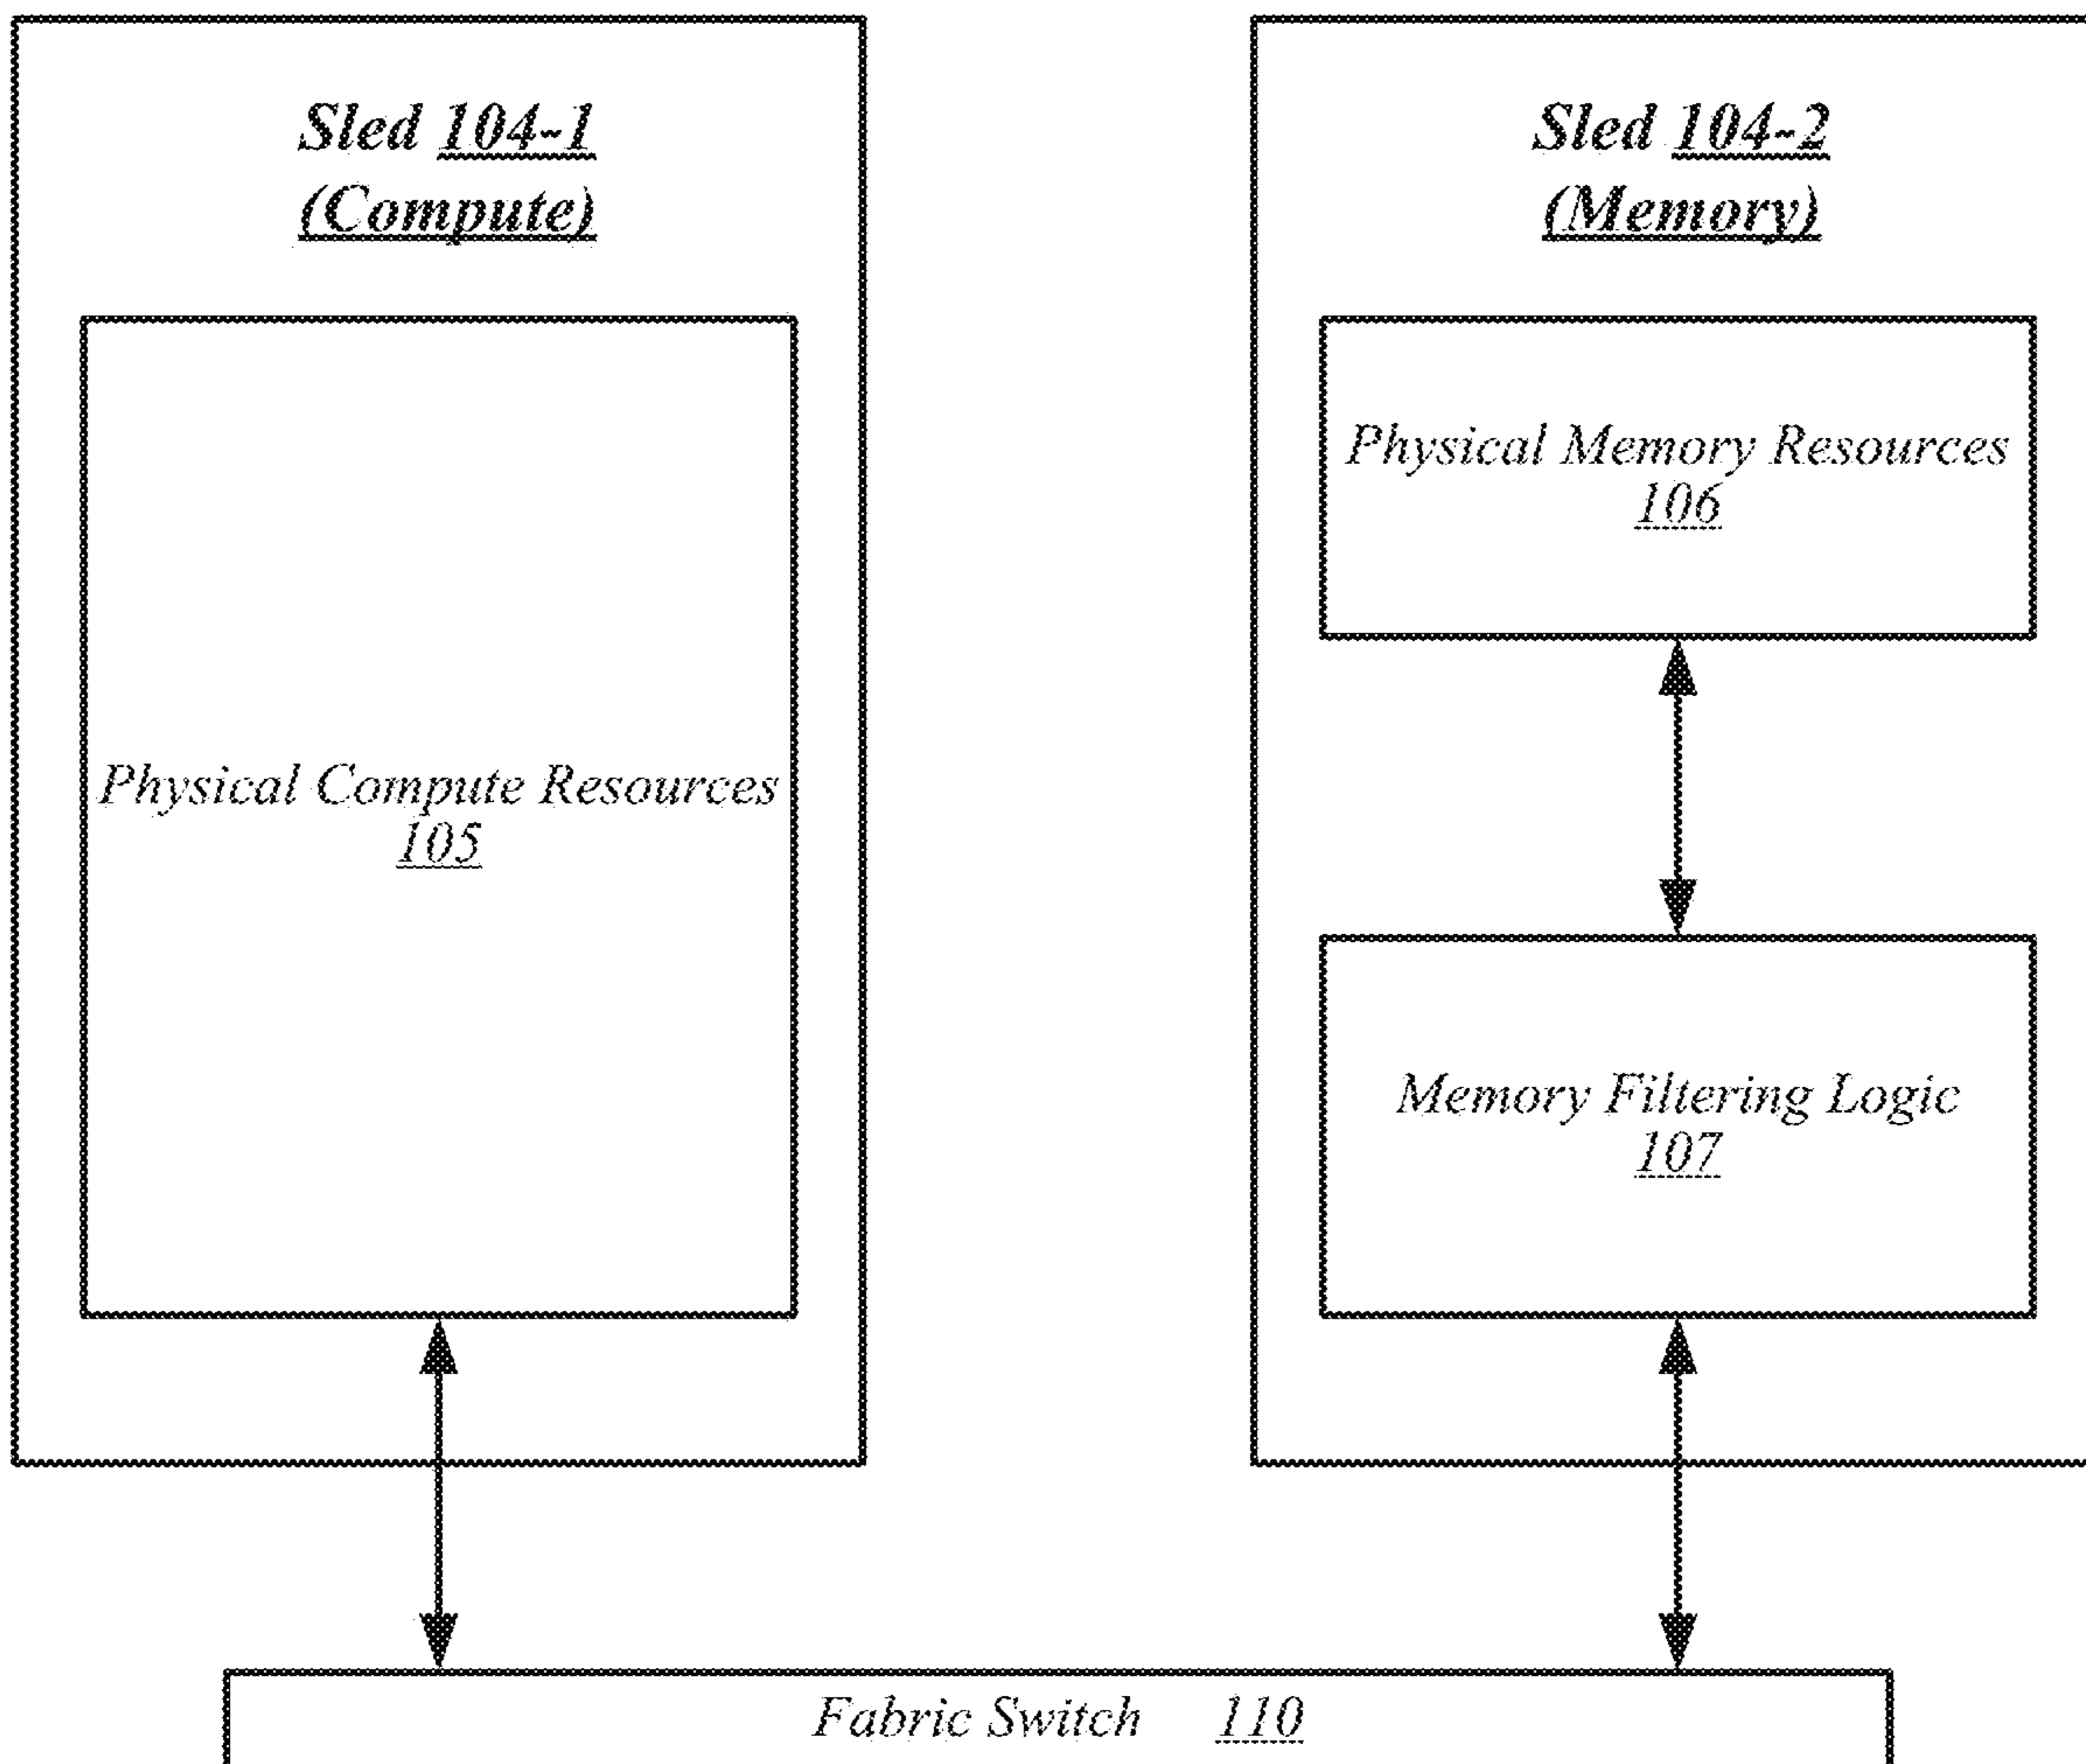 Sled 104-1
(Compute)
Physical Compute Resources
105
Sled 104-2
(Memory)
Physical Memory Resources
106
Memory Filtering Logic
107
Fabric Switch 110